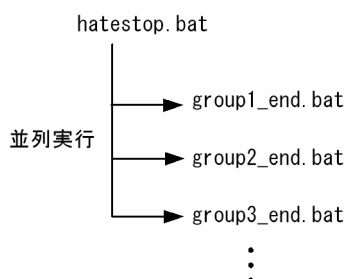 hatestop.bat
group1_end.bat
並列実行
group2_end.bat
group3_end.bat